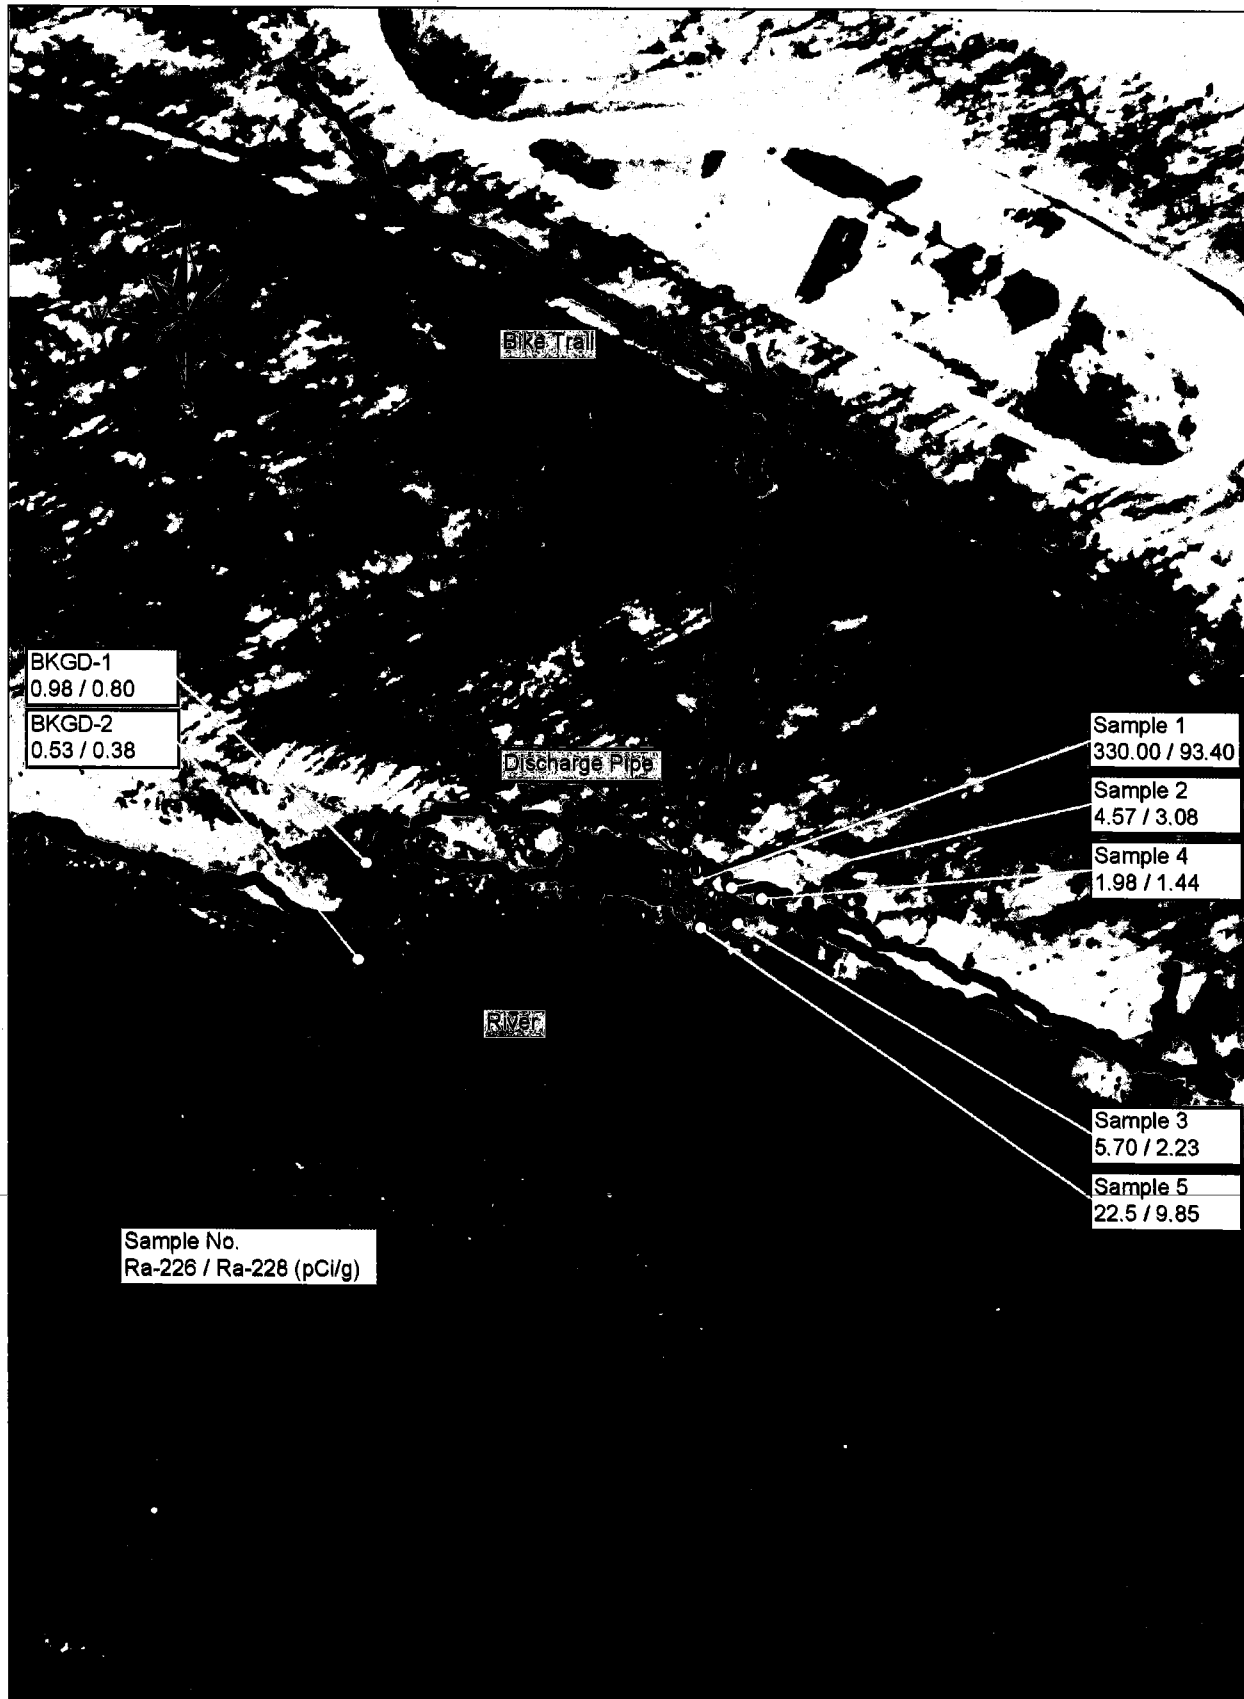 Bike Trail
BKGD-1
0.98 / 0.80
BKGD-2
0.53 / 0.38
Discharge Pipe
Sample 1
330.00 / 93.40
Sample 2
4.57 / 3.08
Sample 4
1.98 / 1.44
River
Sample 3
5.70 / 2.23
Sample 5
22.5 / 9.85
Sample No.
Ra-226 / Ra-228 (pCi/g)